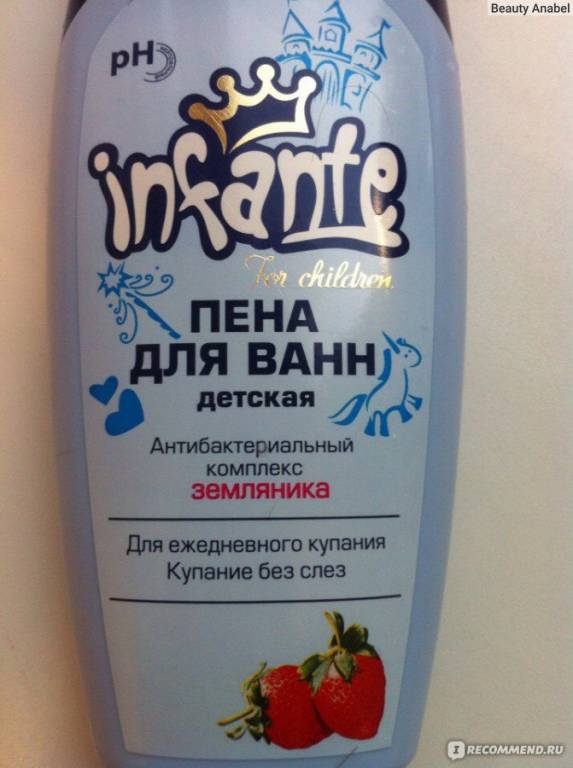 Beauty Anabel
pH
infante
For children
ПЕНА
ДЛЯ ВАНН
детская
Антибактериальный
комплекс
земляника
Для ежедневного купания
Купание без слез
IRECOMMEND.RU